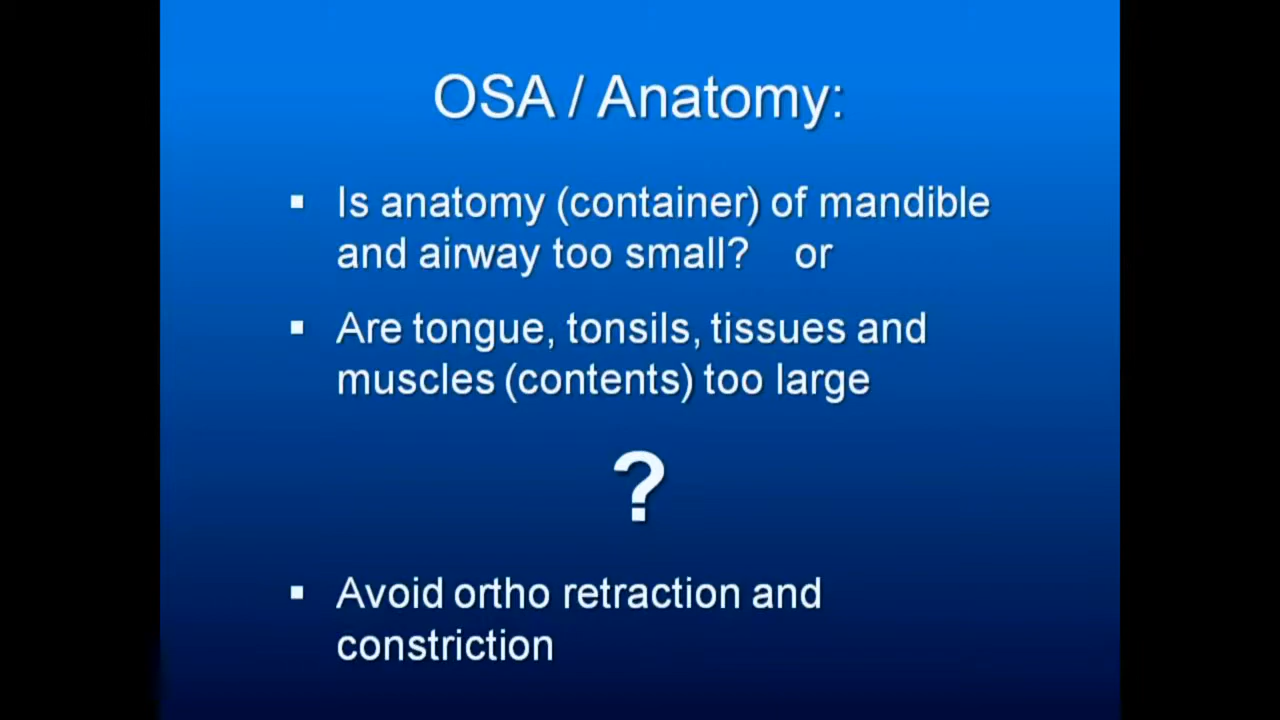 OSA / Anatomy:
▪ Is anatomy (container) of mandible
and airway too small? or
▪ Are tongue, tonsils, tissues and
muscles (contents) too large
?
▪ Avoid ortho retraction and
constriction